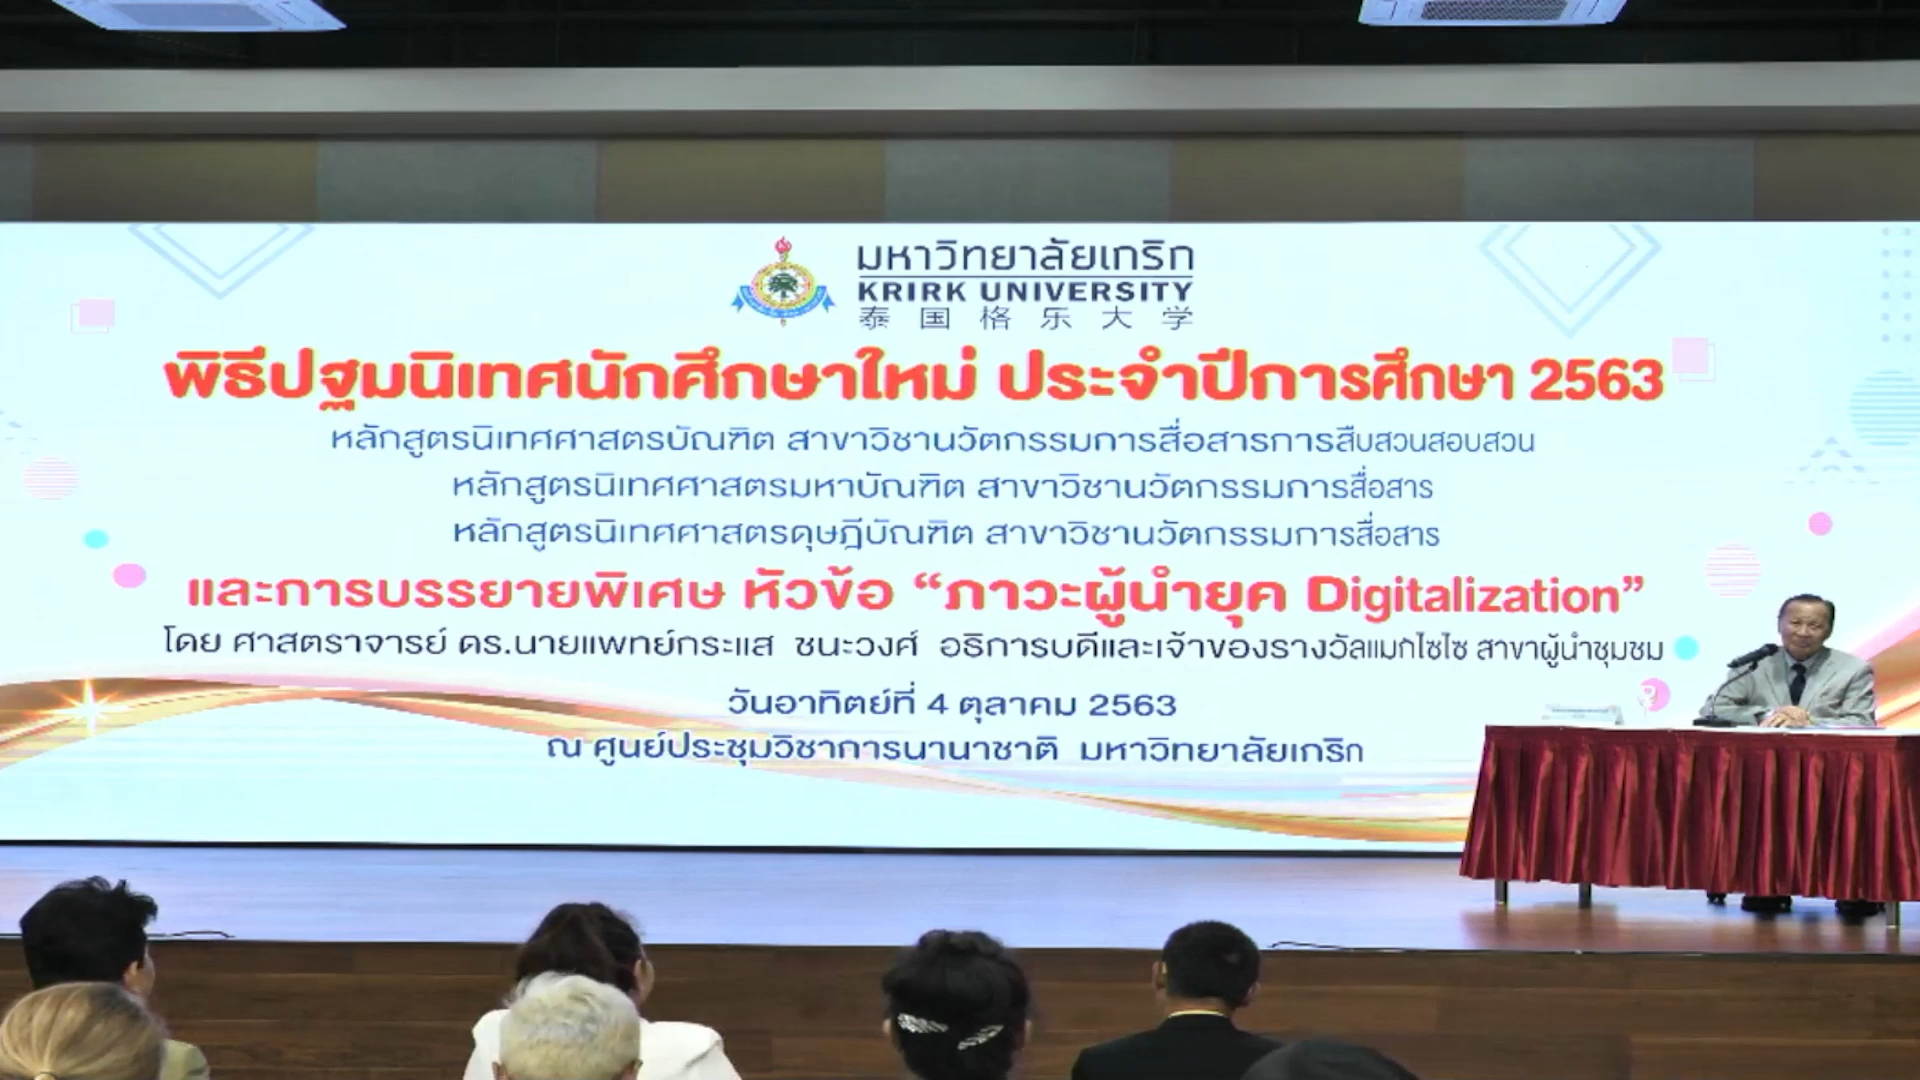 มหาวิทยาลัยเกริก
KRIRK UNIVERSITY
泰国格乐大学
พิธีปฐมนิเทศนักศึกษาใหม่ ประจำปีการศึกษา 2563
หลักสูตรนิเทศศาสตรบัณฑิต สาขาวิชานวัตกรรมการสื่อสารการสืบสวนสอบสวน
หลักสูตรนิเทศศาสตรมหาบัณฑิต สาขาวิชานวัตกรรมการสื่อสาร
หลักสูตรนิเทศศาสตรดุษฎีบัณฑิต สาขาวิชานวัตกรรมการสื่อสาร
และการบรรยายพิเศษ หัวข้อ “ภาวะผู้นำยุค Digitalization”
โดย ศาสตราจารย์ ดร.นายแพทย์กระแส ชนะวงศ์ อธิการบดีและเจ้าของรางวัลแมกไซไซ สาขาผู้นำชุมชม
วันอาทิตย์ที่ 4 ตุลาคม 2563
ณ ศูนย์ประชุมวิชาการนานาชาติ มหาวิทยาลัยเกริก